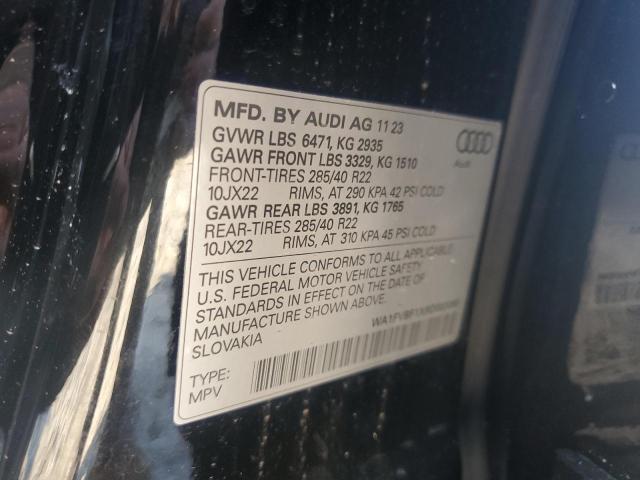 MFD. BY AUDI AG 11 23
GVWR LBS 6471, KG 2935
GAWR FRONT LBS 3329, KG 1510
FRONT-TIRES 285/40 R22
10JX22 RIMS, AT 290 KPA 42 PSI COLD
GAWR REAR LBS 3891, KG 1765
REAR-TIRES 285/40 R22
10JX22 RIMS, AT 310 KPA 45 PSI COLD
Audi
THIS VEHICLE CONFORMS TO ALL APPLICABLE
U.S. FEDERAL MOTOR VEHICLE SAFETY
STANDARDS IN EFFECT ON THE DATE OF
MANUFACTURE SHOWN ABOVE.
SLOVAKIA
TYPE:
MPV